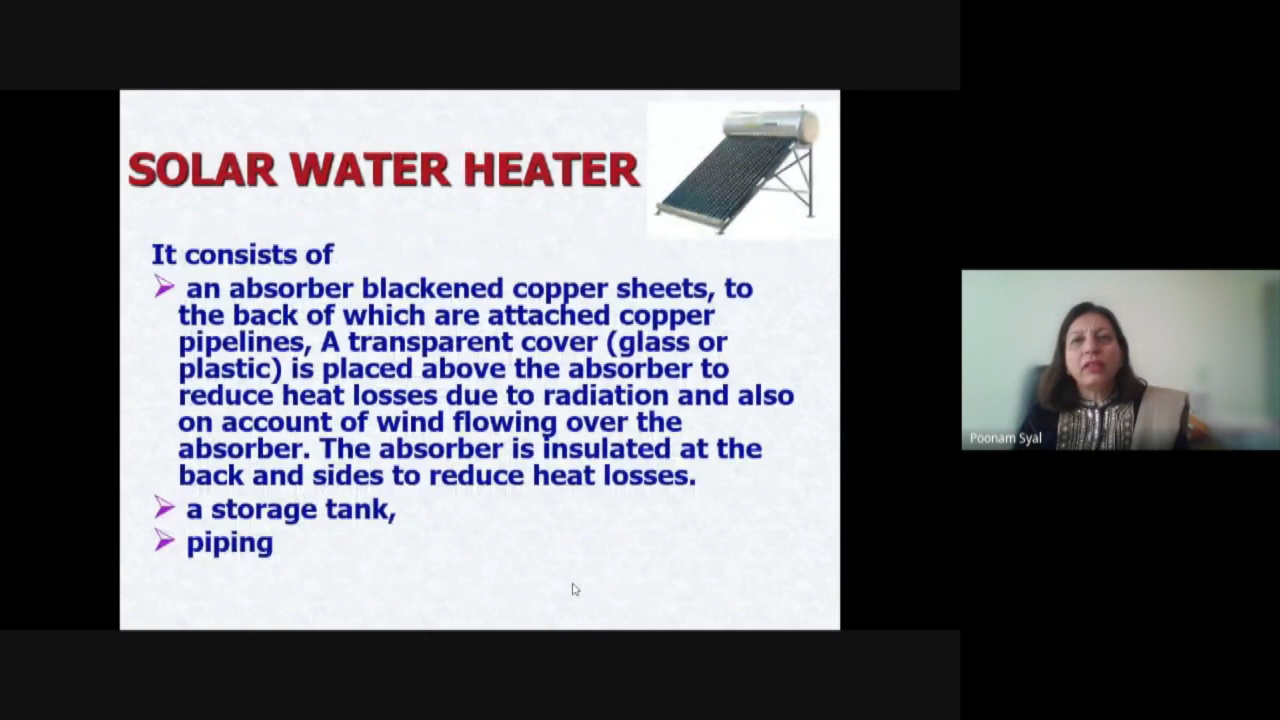 SOLAR WATER HEATER
It consists of
an absorber blackened copper sheets, to
the back of which are attached copper
pipelines, A transparent cover (glass or
plastic) is placed above the absorber to
reduce heat losses due to radiation and also
on account of wind flowing over the
absorber. The absorber is insulated at the
back and sides to reduce heat losses.
a storage tank,
piping
Poonam Syal